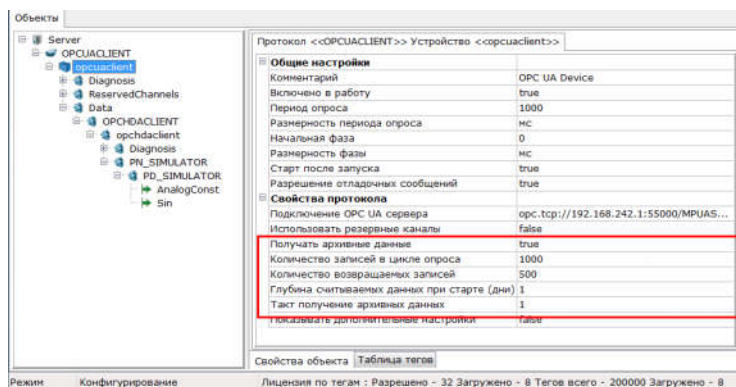 Объекты
Server
OPCUACLIENT
opcuaclient
Diagnosis
ReservedChannels
Data
OPCHDACLIENT
opchdaclient
Diagnosis
PN_SIMULATOR
PD_SIMULATOR
AnalogConst
Sin
Протокол <<OPCUACLIENT>> Устройство <<opcuaclient>>
Общие настройки
Комментарий OPC UA Device
Включено в работу true
Период опроса 1000
Размерность периода опроса мс
Начальная фаза 0
Размерность фазы мс
Старт после запуска true
Разрешение отладочных сообщений true
Свойства протокола
Подключение OPC UA сервера opc.tcp://192.168.242.1:55000/MPUAS...
Использовать резервные каналы false
Получать архивные данные true
Количество записей в цикле опроса 1000
Количество возвращаемых записей 500
Глубина считываемых данных при старте (дни) 1
Такт получение архивных данных 1
Показывать дополнительные настройки false
Свойства объекта Таблица тегов
Режим Конфигурирование Лицензия по тегам : Разрешено - 32 Загружено - 8 Тегов всего - 200000 Загружено - 8